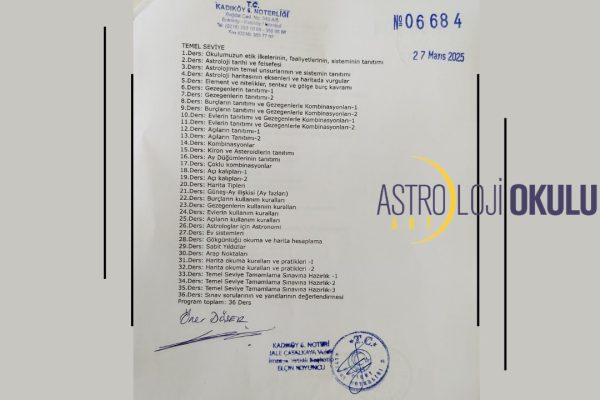 T.C.
KADIKÖY 6. NOTERLİĞİ
Nº 06684
27 Mayıs 2025
TEMEL SEVİYE
1.Ders: Okulumuzun etik ilkelerinin, faaliyetlerinin, sisteminin tanıtımı
2.Ders: Astroloji tarihi ve felsefesi
3.Ders: Astrolojinin temel unsurlarının ve sistemin tanıtımı
4.Ders: Astroloji haritasının eksenleri ve haritada vurgular
5.Ders: Element ve nitelikler, sentez ve gölge burç kavramı
6.Ders: Gezegenlerin tanıtımı-1
7.Ders: Gezegenlerin tanıtımı-2
8.Ders: Burçların tanıtımı ve Gezegenlerle Kombinasyonları-1
9.Ders: Burçların tanıtımı ve Gezegenlerle Kombinasyonları-2
10.Ders: Evlerin tanıtımı ve Gezegenlerle Kombinasyonları-1
11.Ders: Evlerin tanıtımı ve Gezegenlerle Kombinasyonları-2
12.Ders: Açıların tanıtımı-1
13.Ders: Açıların Tanıtımı-2
14.Ders: Kombinasyonlar
15.Ders: Kiron ve Asteroidlerin tanıtımı
16.Ders: Ay Düğümlerinin tanıtımı
17.Ders: Çoklu kombinasyonlar
18.Ders: Açı kalıpları-1
19.Ders: Açı kalıpları-2
20.Ders: Harita Tipleri
21.Ders: Güneş-Ay ilişkisi (Ay fazları)
22.Ders: Burçların kullanım kuralları
23.Ders: Gezegenlerin kullanım kuralları
24.Ders: Evlerin kullanım kuralları
25.Ders: Açıların kullanım kuralları
26.Ders: Astrologlar için Astronomi
27.Ders: Ev sistemleri
28.Ders: Gökgünlüğü okuma ve harita hesaplama
29.Ders: Sabit Yıldızlar
30.Ders: Arap Noktaları
31.Ders: Harita okuma kuralları ve pratikleri -1
32.Ders: Harita okuma kuralları ve pratikleri -2
33.Ders: Temel Seviye Tamamlama Sınavına Hazırlık -1
34.Ders: Temel Seviye Tamamlama Sınavına Hazırlık-2
35.Ders: Temel Seviye Tamamlama Sınavına Hazırlık-3
36.Ders: Sınav sorularının ve yanıtlarının değerlendirmesi
Program toplam: 36 Ders
Öner DÖŞER
KADIKÖY 6. NOTERİ
ELÇİN KOYUNCU
T.C.
ASTROLOJİ OKULU
ART